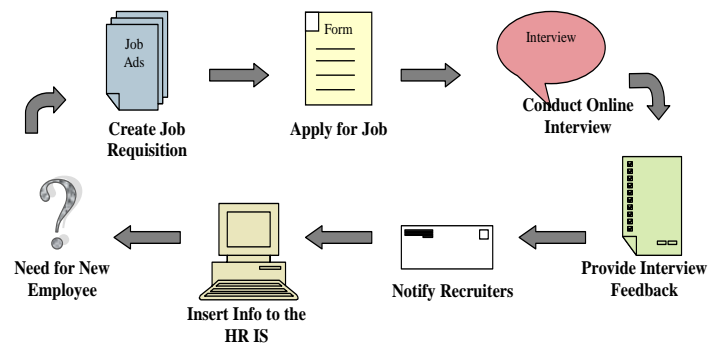 Job
Ads
Create Job
Requisition
Form
Apply for Job
Interview
Conduct Online
Interview
Provide Interview
Feedback
Notify Recruiters
Insert Info to the
HR IS
Need for New
Employee